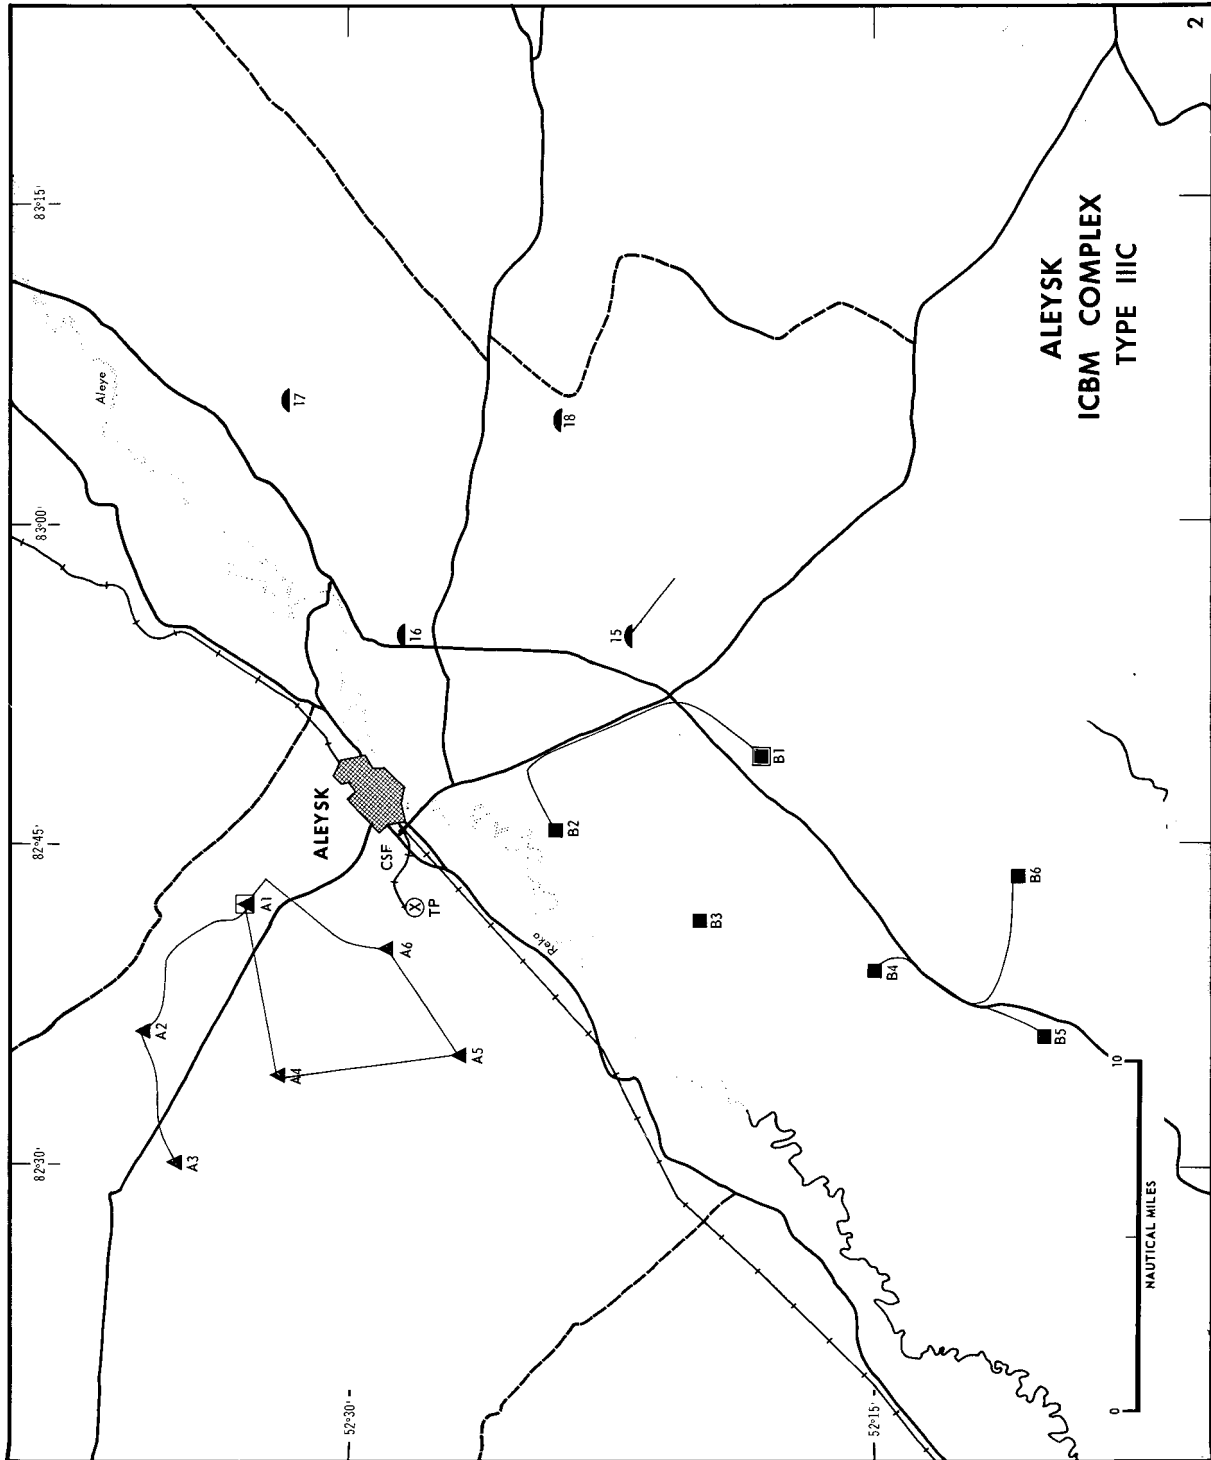 83°15'
83°00'
82°45'
82°30'
52°30'
52°15'
Aleye
17
18
16
15
ALEYSK
CSF
TP
Reka
A1
A2
A3
A4
A5
A6
B1
B2
B3
B4
B5
B6
ALEYSK
ICBM COMPLEX
TYPE IIIC
0
10
NAUTICAL MILES
2